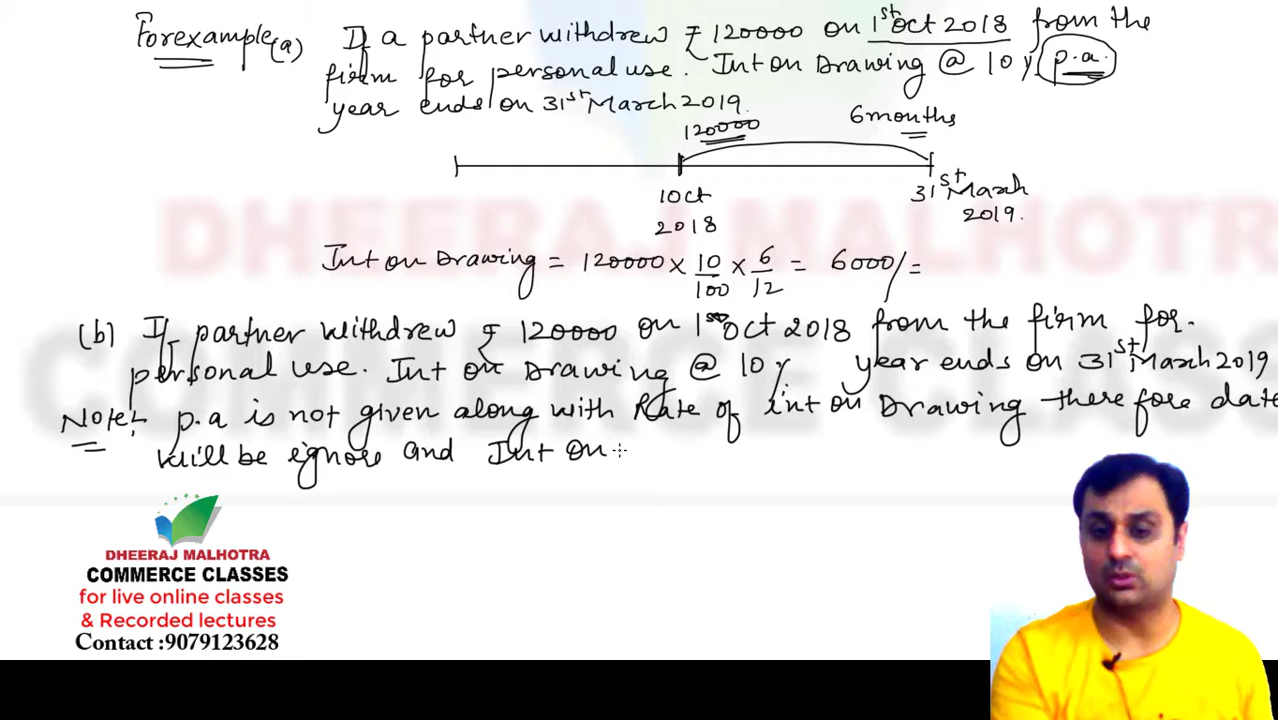 For example (a) If a partner withdrew ₹ 120000 on 1st Oct 2018 from the
firm for personal use. Int on Drawing @ 10 % p.a.
year ends on 31st March 2019.
120000 6 months
1 Oct 2018
31st March 2019.
Int on Drawing = 120000 × 10/100 × 6/12 = 6000/=
(b) If partner withdrew ₹ 120000 on 1st Oct 2018 from the firm for
personal use. Int on Drawing @ 10 % year ends on 31st March 2019
Note:- p.a is not given along with Rate of int on Drawing therefore date
will be ignore and Int on
DHEERAJ MALHOTRA
COMMERCE CLASSES
for live online classes
& Recorded lectures
Contact :9079123628
DHEERAJ MALHOTRA
COMMERCE CLASSES